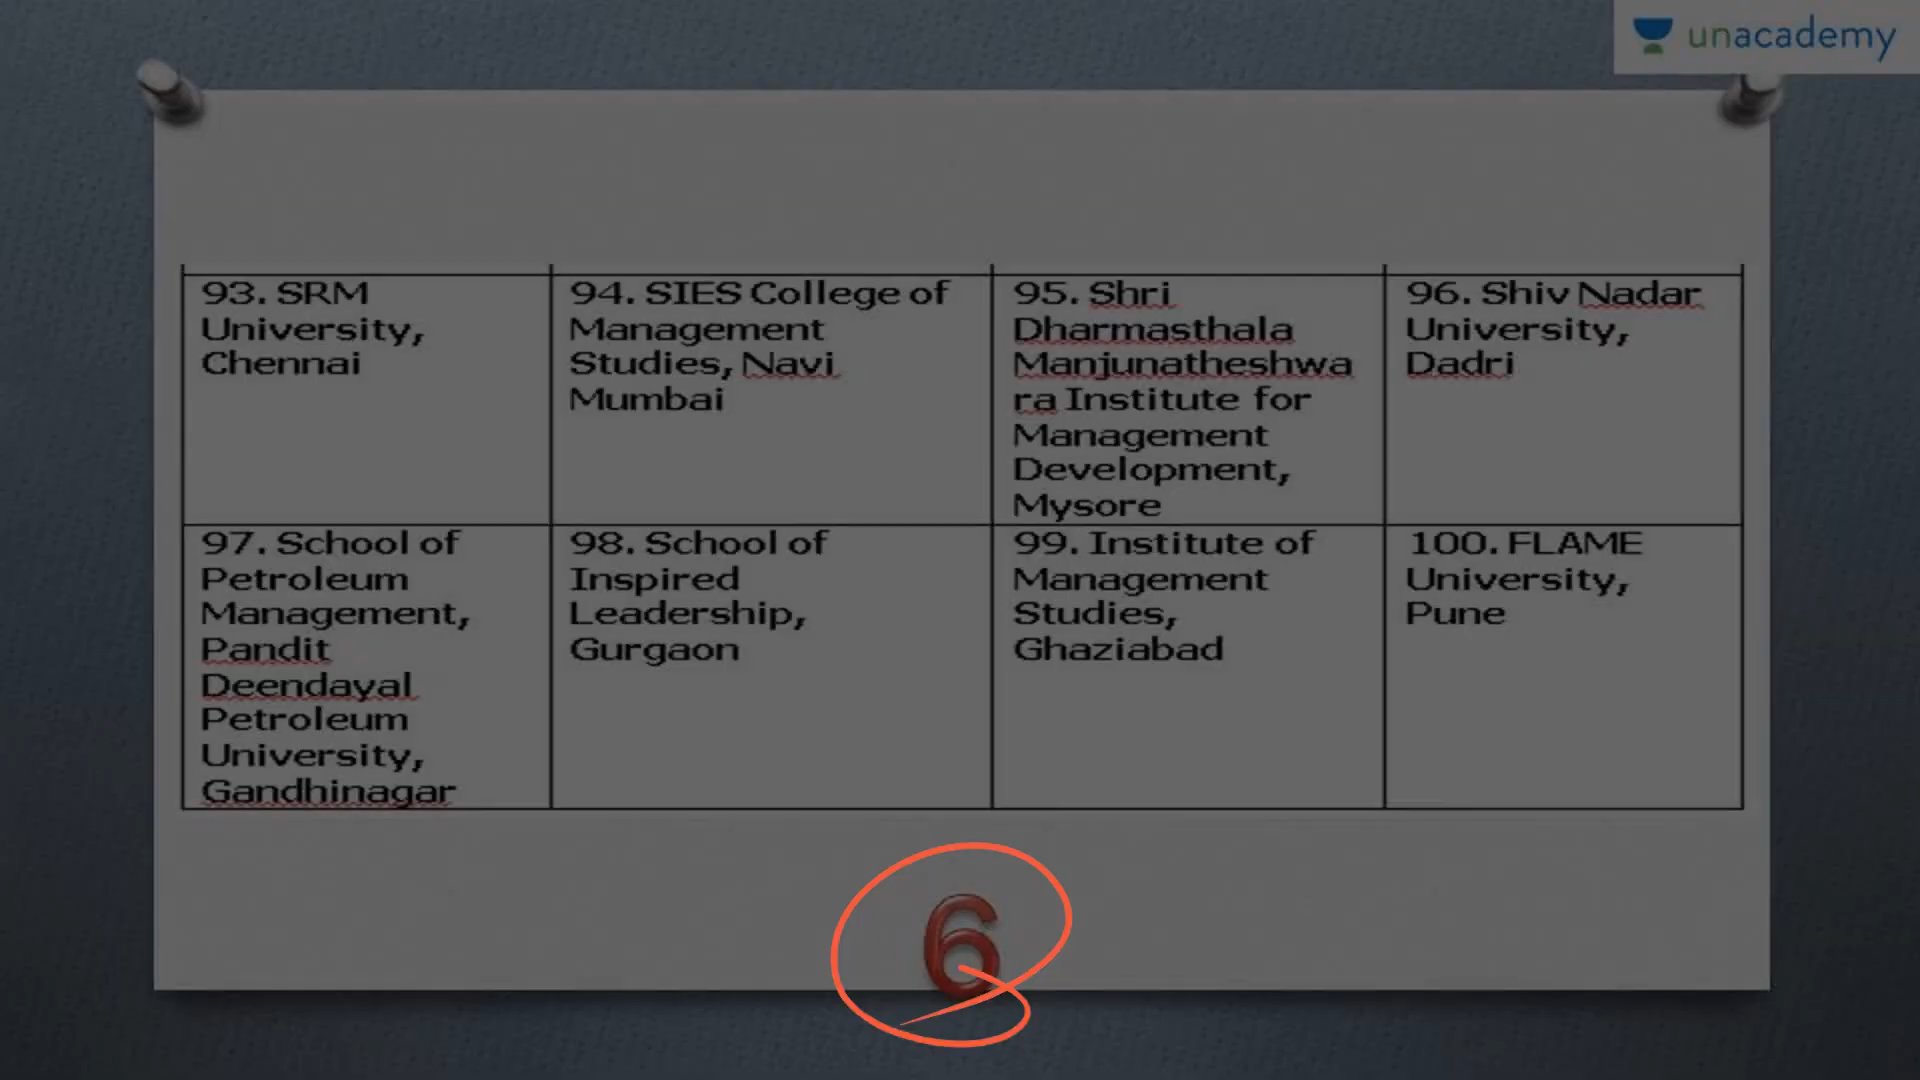 unacademy
93. SRM
University,
Chennai
94. SIES College of
Management
Studies, Navi
Mumbai
95. Shri
Dharmasthala
Manjunatheshwa
ra Institute for
Management
Development,
Mysore
96. Shiv Nadar
University,
Dadri
97. School of
Petroleum
Management,
Pandit
Deendayal
Petroleum
University,
Gandhinagar
98. School of
Inspired
Leadership,
Gurgaon
99. Institute of
Management
Studies,
Ghaziabad
100. FLAME
University,
Pune
6